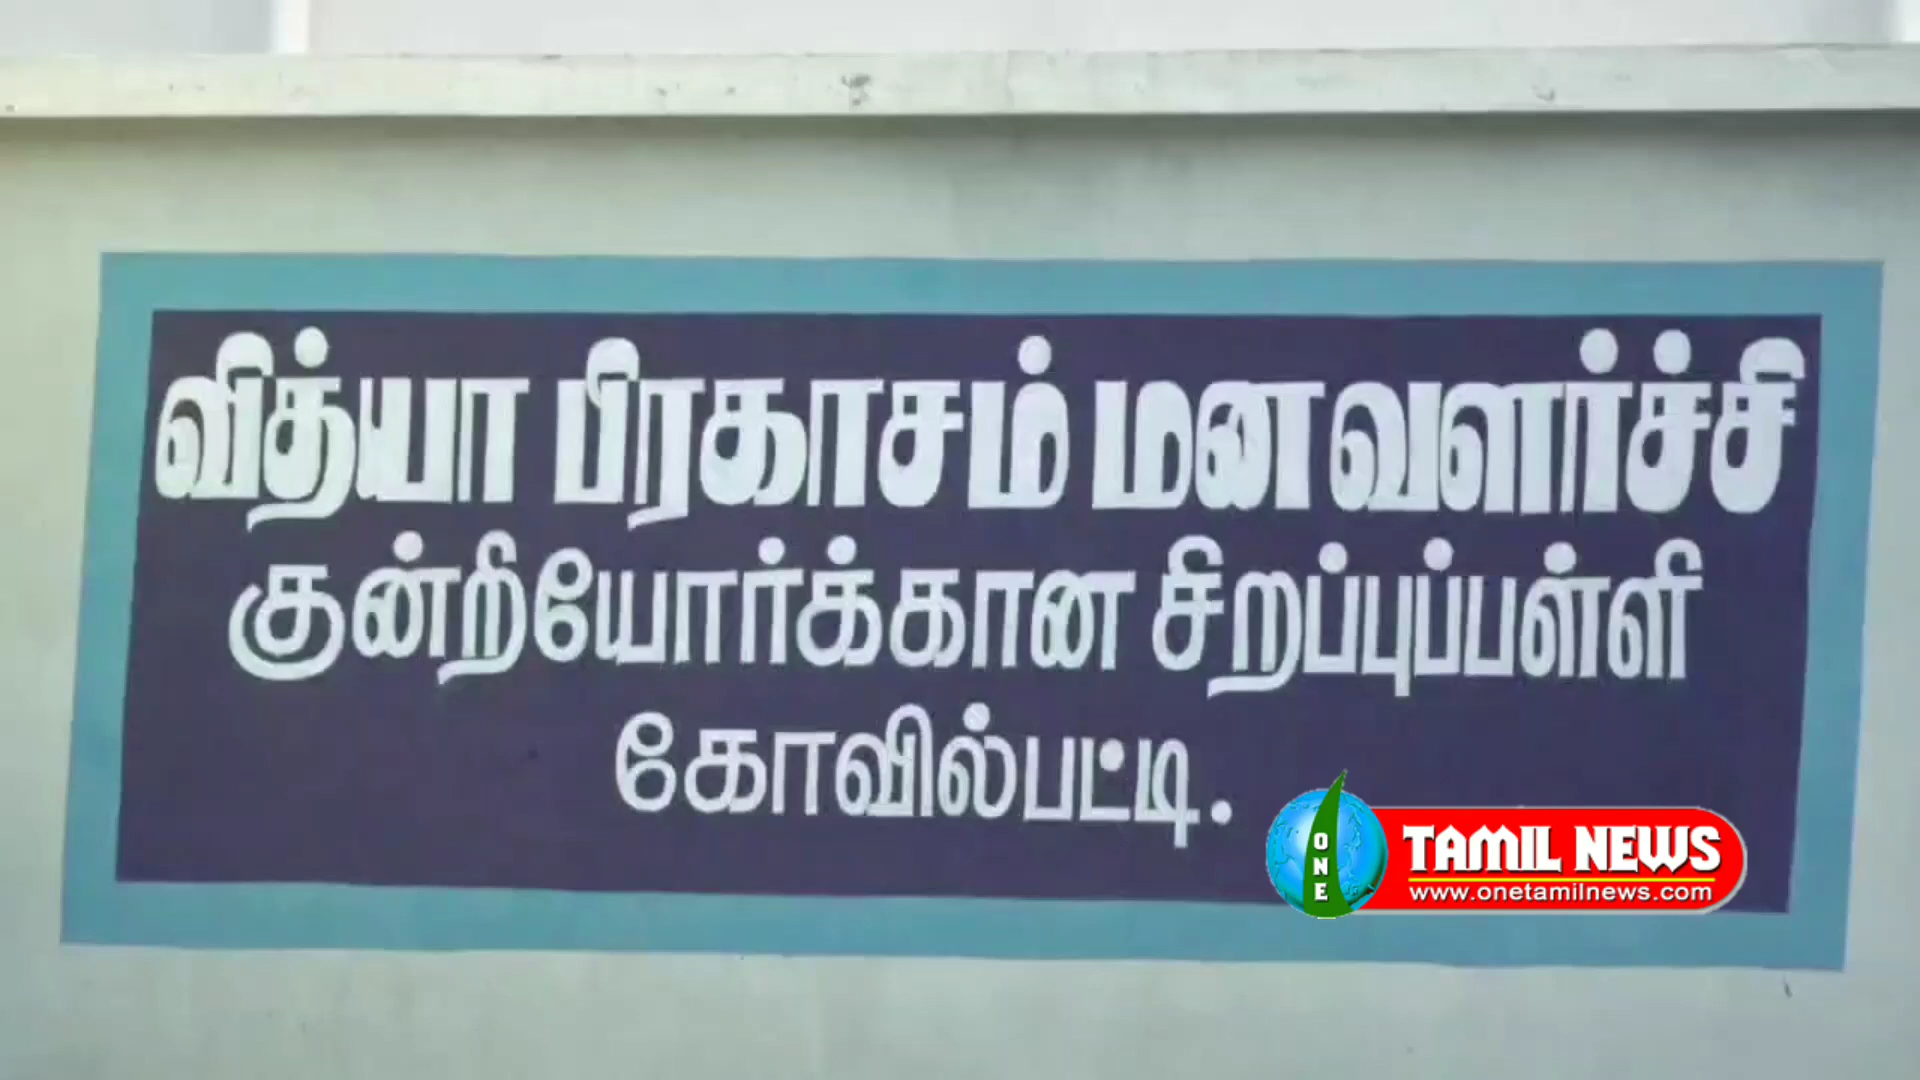 வித்யா பிரகாசம் மனவளர்ச்சி
குன்றியோர்க்கான சிறப்புப்பள்ளி
கோவில்பட்டி.
ONE
TAMIL NEWS
www.onetamilnews.com